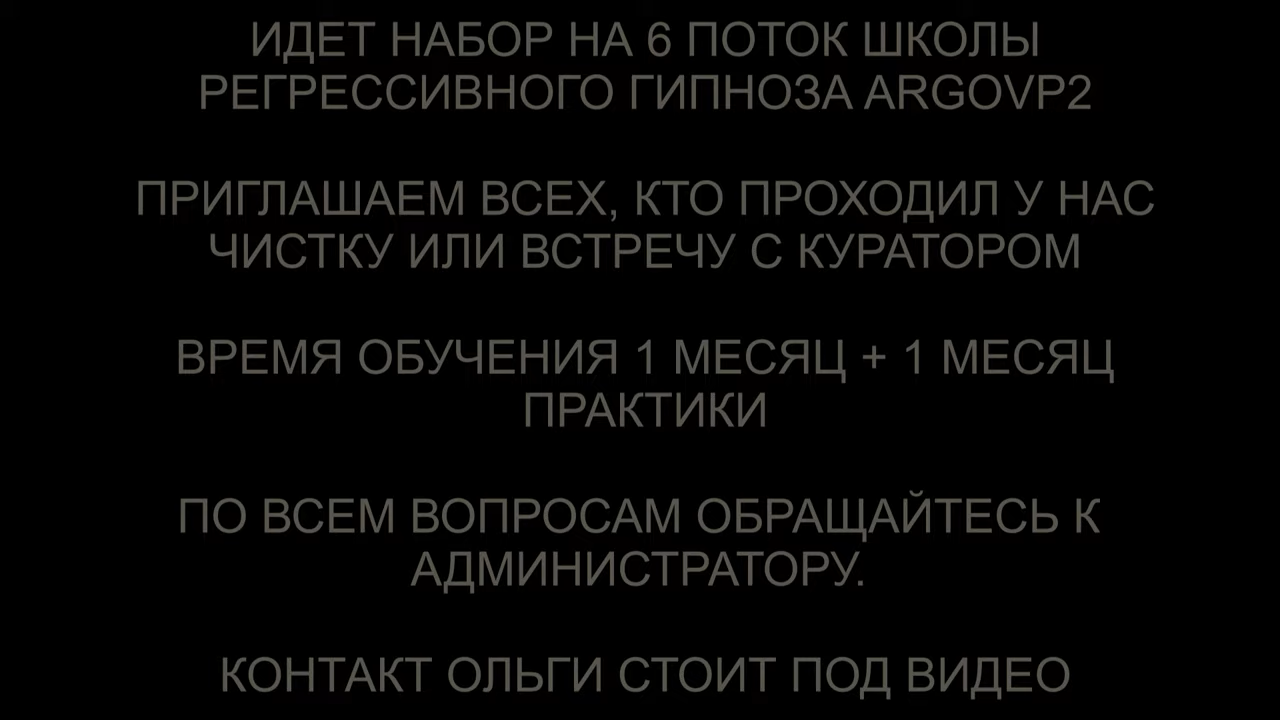 ИДЕТ НАБОР НА 6 ПОТОК ШКОЛЫ
РЕГРЕССИВНОГО ГИПНОЗА ARGOVP2
ПРИГЛАШАЕМ ВСЕХ, КТО ПРОХОДИЛ У НАС
ЧИСТКУ ИЛИ ВСТРЕЧУ С КУРАТОРОМ
ВРЕМЯ ОБУЧЕНИЯ 1 МЕСЯЦ + 1 МЕСЯЦ
ПРАКТИКИ
ПО ВСЕМ ВОПРОСАМ ОБРАЩАЙТЕСЬ К
АДМИНИСТРАТОРУ.
КОНТАКТ ОЛЬГИ СТОИТ ПОД ВИДЕО